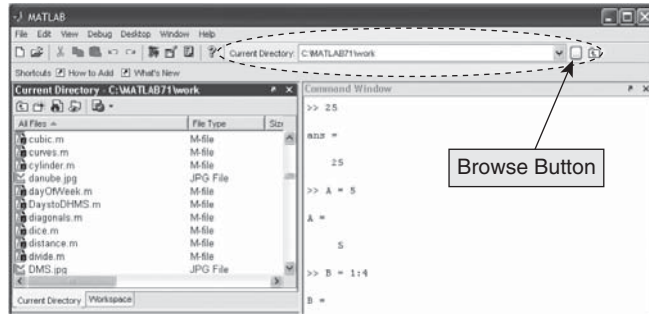 MATLAB
File Edit View Debug Desktop Window Help
Current Directory: C:\MATLAB71\work
Shortcuts How to Add What's New
Current Directory - C:\MATLAB71\work
All Files File Type Size
cubic.m M-file
curves.m M-file
cylinder.m M-file
danube.jpg JPG File
dayOfWeek.m M-file
DaystoDHMS.m M-file
diagonals.m M-file
dice.m M-file
distance.m M-file
divide.m M-file
DMS.jpg JPG File
Current Directory Workspace
Command Window
>> 25
ans =
25
>> A = 5
A =
5
>> B = 1:4
B =
Browse Button